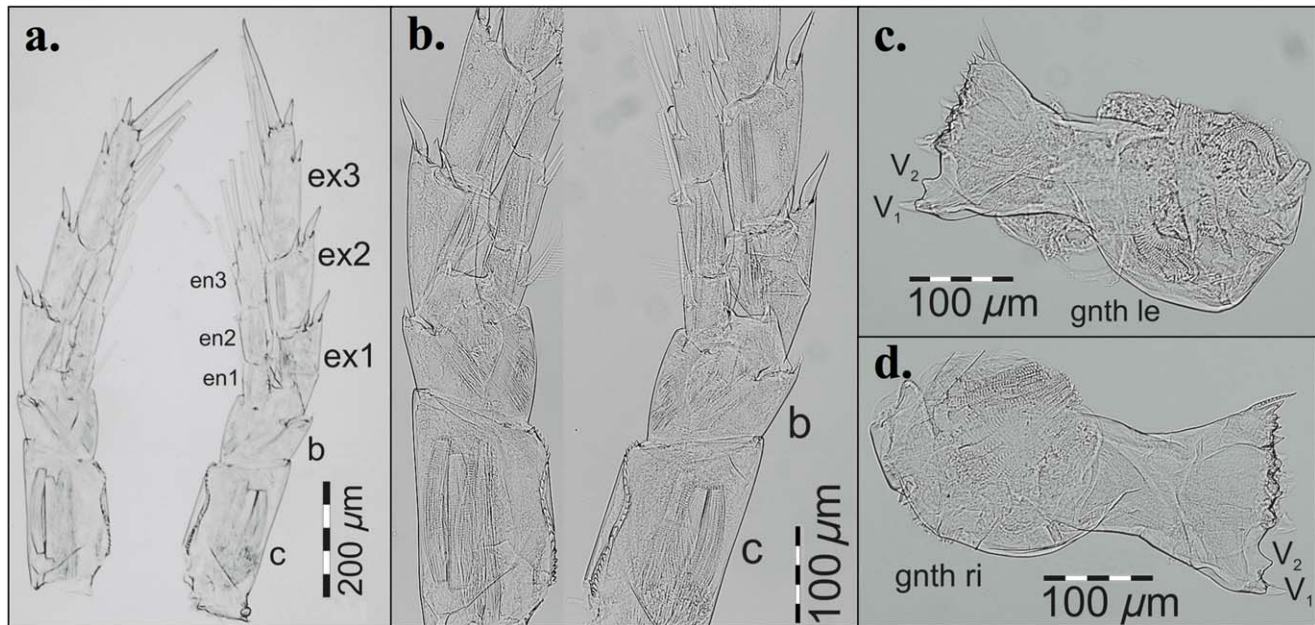 a.
ex3
ex2
en3
en2
ex1
en1
b
c
200 µm
b.
b
c
100 µm
c.
V2
V1
100 µm
gnth le
d.
gnth ri
V2
V1
100 µm